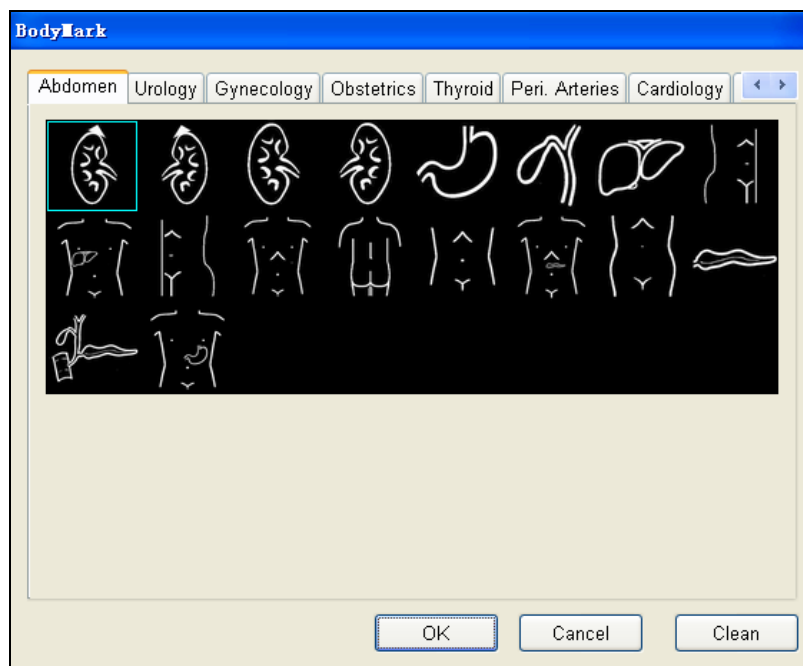 BodyMark
Abdomen Urology Gynecology Obstetrics Thyroid Peri. Arteries Cardiology
OK Cancel Clean